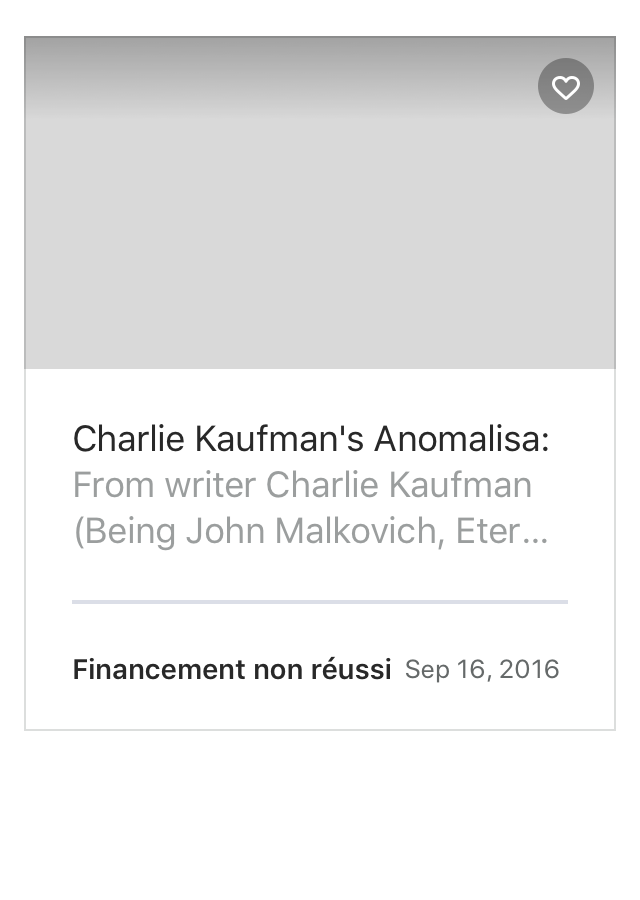 Charlie Kaufman's Anomalisa:
From writer Charlie Kaufman
(Being John Malkovich, Eter…
Financement non réussi Sep 16, 2016